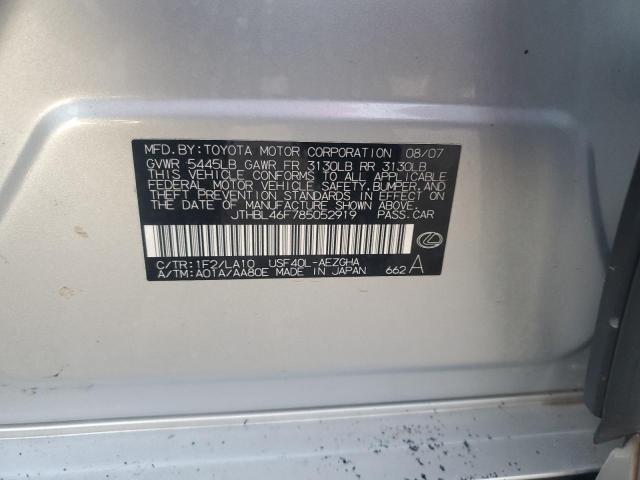 MFD.BY:TOYOTA MOTOR CORPORATION 08/07
GVWR 5445LB GAWR FR 3130LB RR 3130LB
THIS VEHICLE CONFORMS TO ALL APPLICABLE
FEDERAL MOTOR VEHICLE SAFETY, BUMPER, AND
THEFT PREVENTION STANDARDS IN EFFECT ON
THE DATE OF MANUFACTURE SHOWN ABOVE.
JTHBL46F785052919 PASS.CAR
C/TR:1F2/LA10 USF40L-AEZGHA
A/TM:A01A/AA80E MADE IN JAPAN 662 A